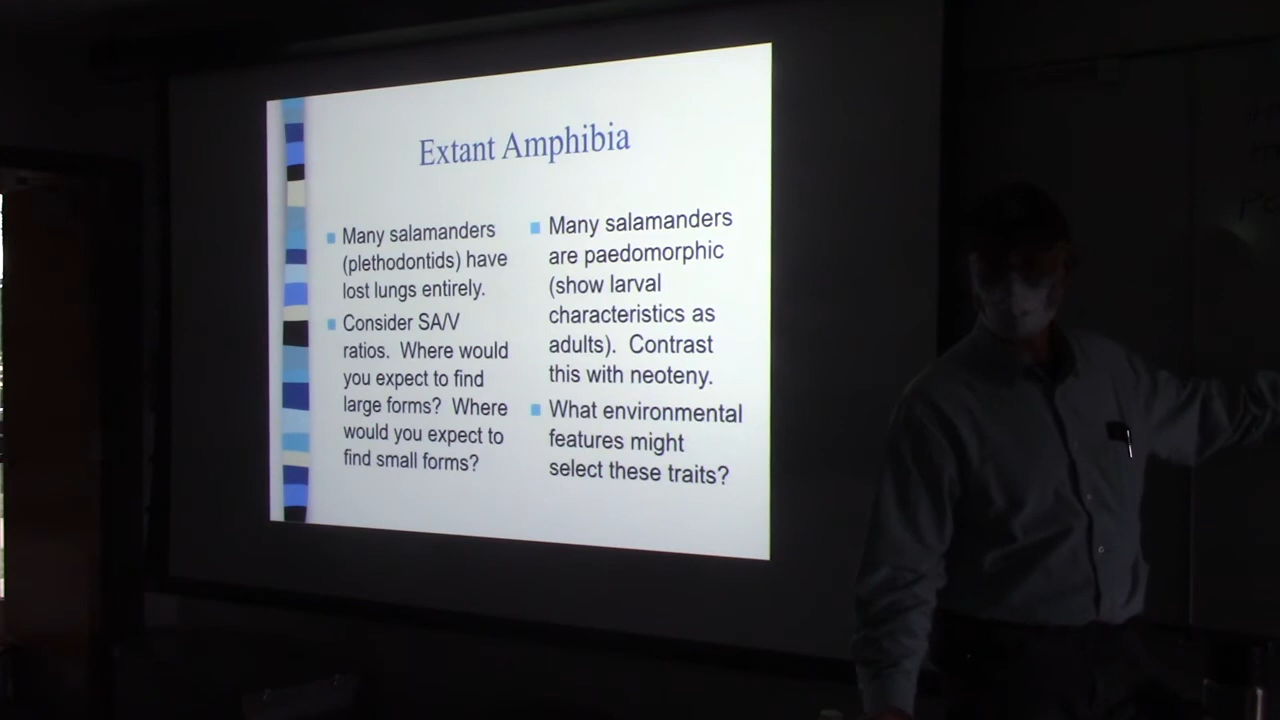 Extant Amphibia
Many salamanders
(plethodontids) have
lost lungs entirely.
Consider SA/V
ratios. Where would
you expect to find
large forms? Where
would you expect to
find small forms?
Many salamanders
are paedomorphic
(show larval
characteristics as
adults). Contrast
this with neoteny.
What environmental
features might
select these traits?